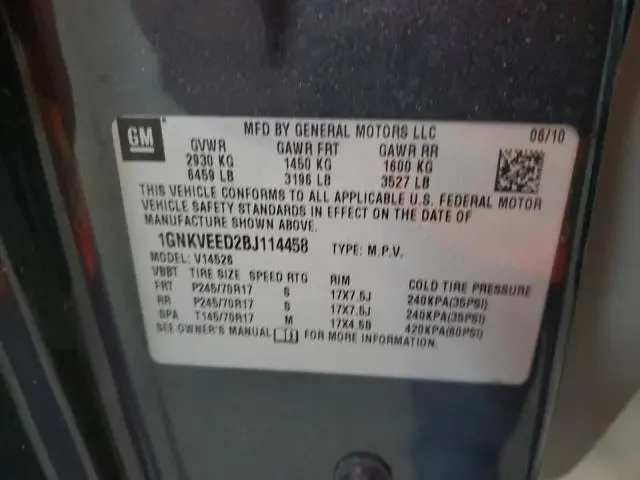 GM
MFD BY GENERAL MOTORS LLC 06/10
GVWR GAWR FRT GAWR RR
2930 KG 1450 KG 1600 KG
6459 LB 3196 LB 3527 LB
THIS VEHICLE CONFORMS TO ALL APPLICABLE U.S. FEDERAL MOTOR
VEHICLE SAFETY STANDARDS IN EFFECT ON THE DATE OF
MANUFACTURE SHOWN ABOVE.
1GNKVEED2BJ114458 TYPE: M.P.V.
MODEL: V14526
VBBT TIRE SIZE SPEED RTG RIM COLD TIRE PRESSURE
FRT P245/70R17 S 17X7.5J 240KPA(35PSI)
RR P245/70R17 S 17X7.5J 240KPA(35PSI)
SPA T145/70R17 M 17X4.5B 420KPA(60PSI)
SEE OWNER'S MANUAL FOR MORE INFORMATION.